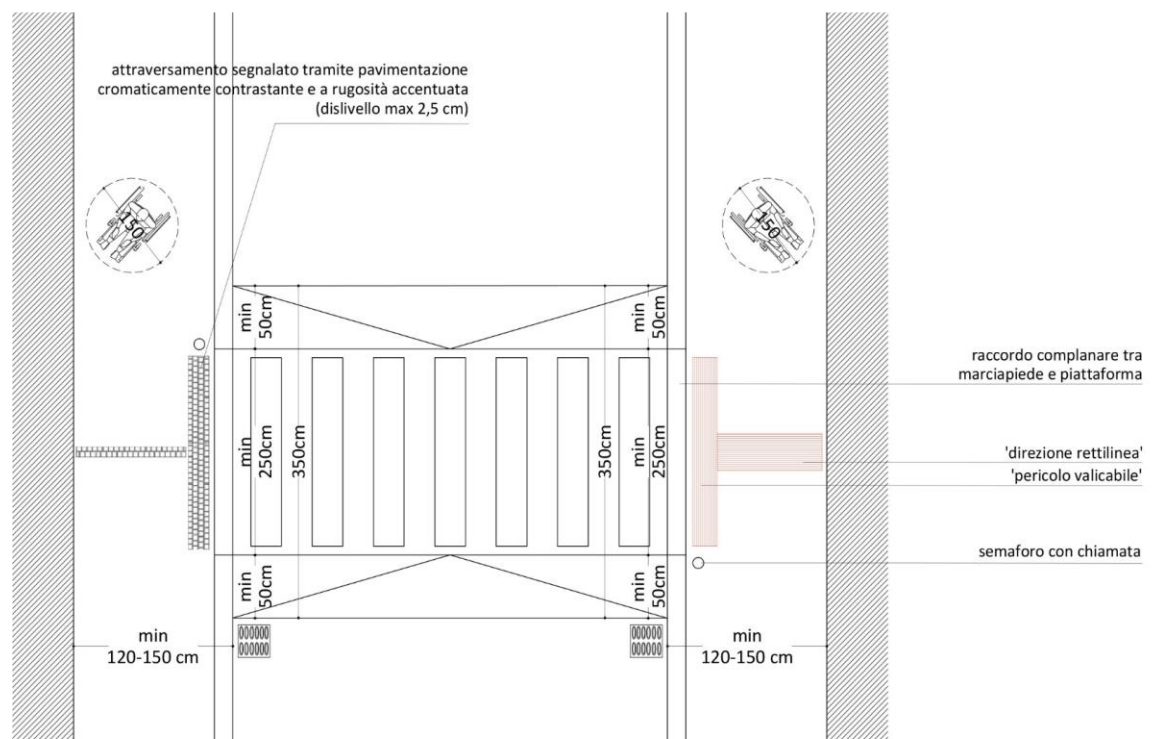 attraversamento segnalato tramite pavimentazione
cromaticamente contrastante e a rugosità accentuata
(dislivello max 2,5 cm)
150
150
min
50cm
min
50cm
raccordo complanare tra
marciapiede e piattaforma
min
250cm
350cm
350cm
min
250cm
'direzione rettilinea'
'pericolo valicabile'
semaforo con chiamata
min
50cm
min
50cm
min
120-150 cm
min
120-150 cm